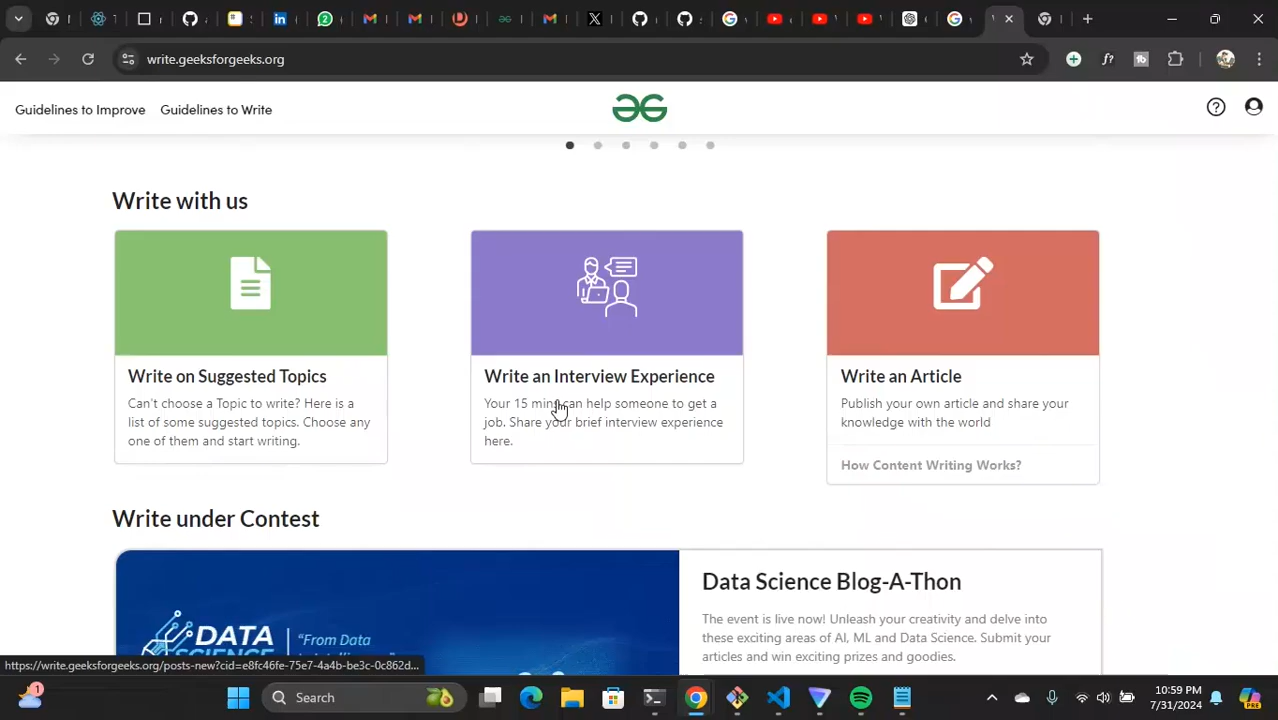 write.geeksforgeeks.org
Guidelines to Improve Guidelines to Write
Write with us
Write on Suggested Topics
Can't choose a Topic to write? Here is a
list of some suggested topics. Choose any
one of them and start writing.
Write an Interview Experience
Your 15 mins can help someone to get a
job. Share your brief interview experience
here.
Write an Article
Publish your own article and share your
knowledge with the world
How Content Writing Works?
Write under Contest
DATA
SCIENCE
"From Data
Data Science Blog-A-Thon
The event is live now! Unleash your creativity and delve into
these exciting areas of AI, ML and Data Science. Submit your
articles and win exciting prizes and goodies.
https://write.geeksforgeeks.org/posts-new?cid=e8fc46fe-75e7-4a4b-be3c-0c862d...
1
Search
10:59 PM
7/31/2024
PRE